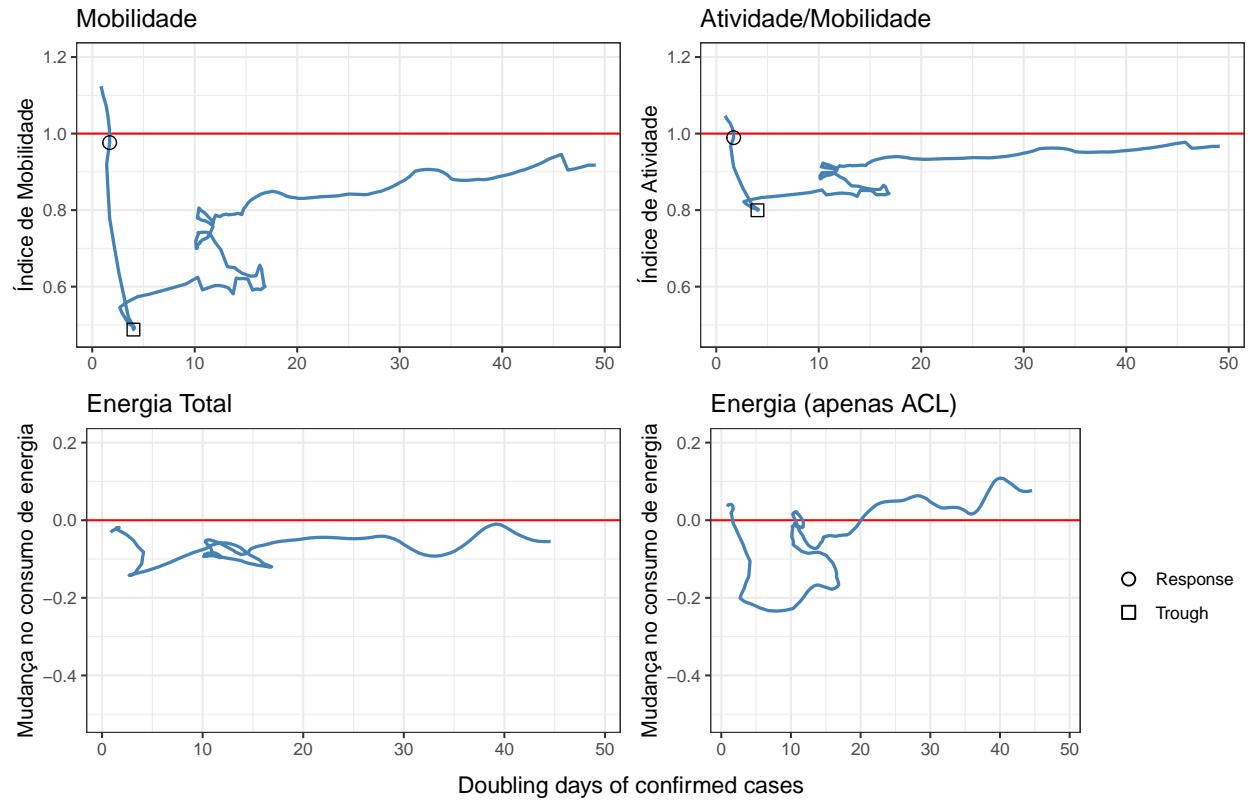 Mobilidade
Atividade/Mobilidade
Índice de Mobilidade
1.2
1.0
0.8
0.6
0 10 20 30 40 50
Índice de Atividade
1.2
1.0
0.8
0.6
0 10 20 30 40 50
Energia Total
Energia (apenas ACL)
Mudança no consumo de energia
0.2
0.0
−0.2
−0.4
0 10 20 30 40 50
Mudança no consumo de energia
0.2
0.0
−0.2
−0.4
0 10 20 30 40 50
Response
Trough
Doubling days of confirmed cases